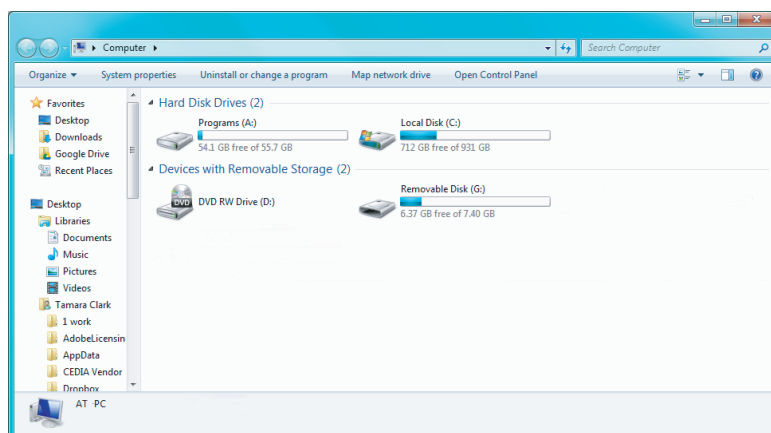 Computer
Search Computer
Organize
System properties
Uninstall or change a program
Map network drive
Open Control Panel
Favorites
Desktop
Downloads
Google Drive
Recent Places
Desktop
Libraries
Documents
Music
Pictures
Videos
Tamara Clark
1 work
AdobeLicensin
AppData
CEDIA Vendor
Dropbox
Hard Disk Drives (2)
Programs (A:)
54.1 GB free of 55.7 GB
Local Disk (C:)
712 GB free of 931 GB
Devices with Removable Storage (2)
DVD
DVD RW Drive (D:)
Removable Disk (G:)
6.37 GB free of 7.40 GB
AT -PC